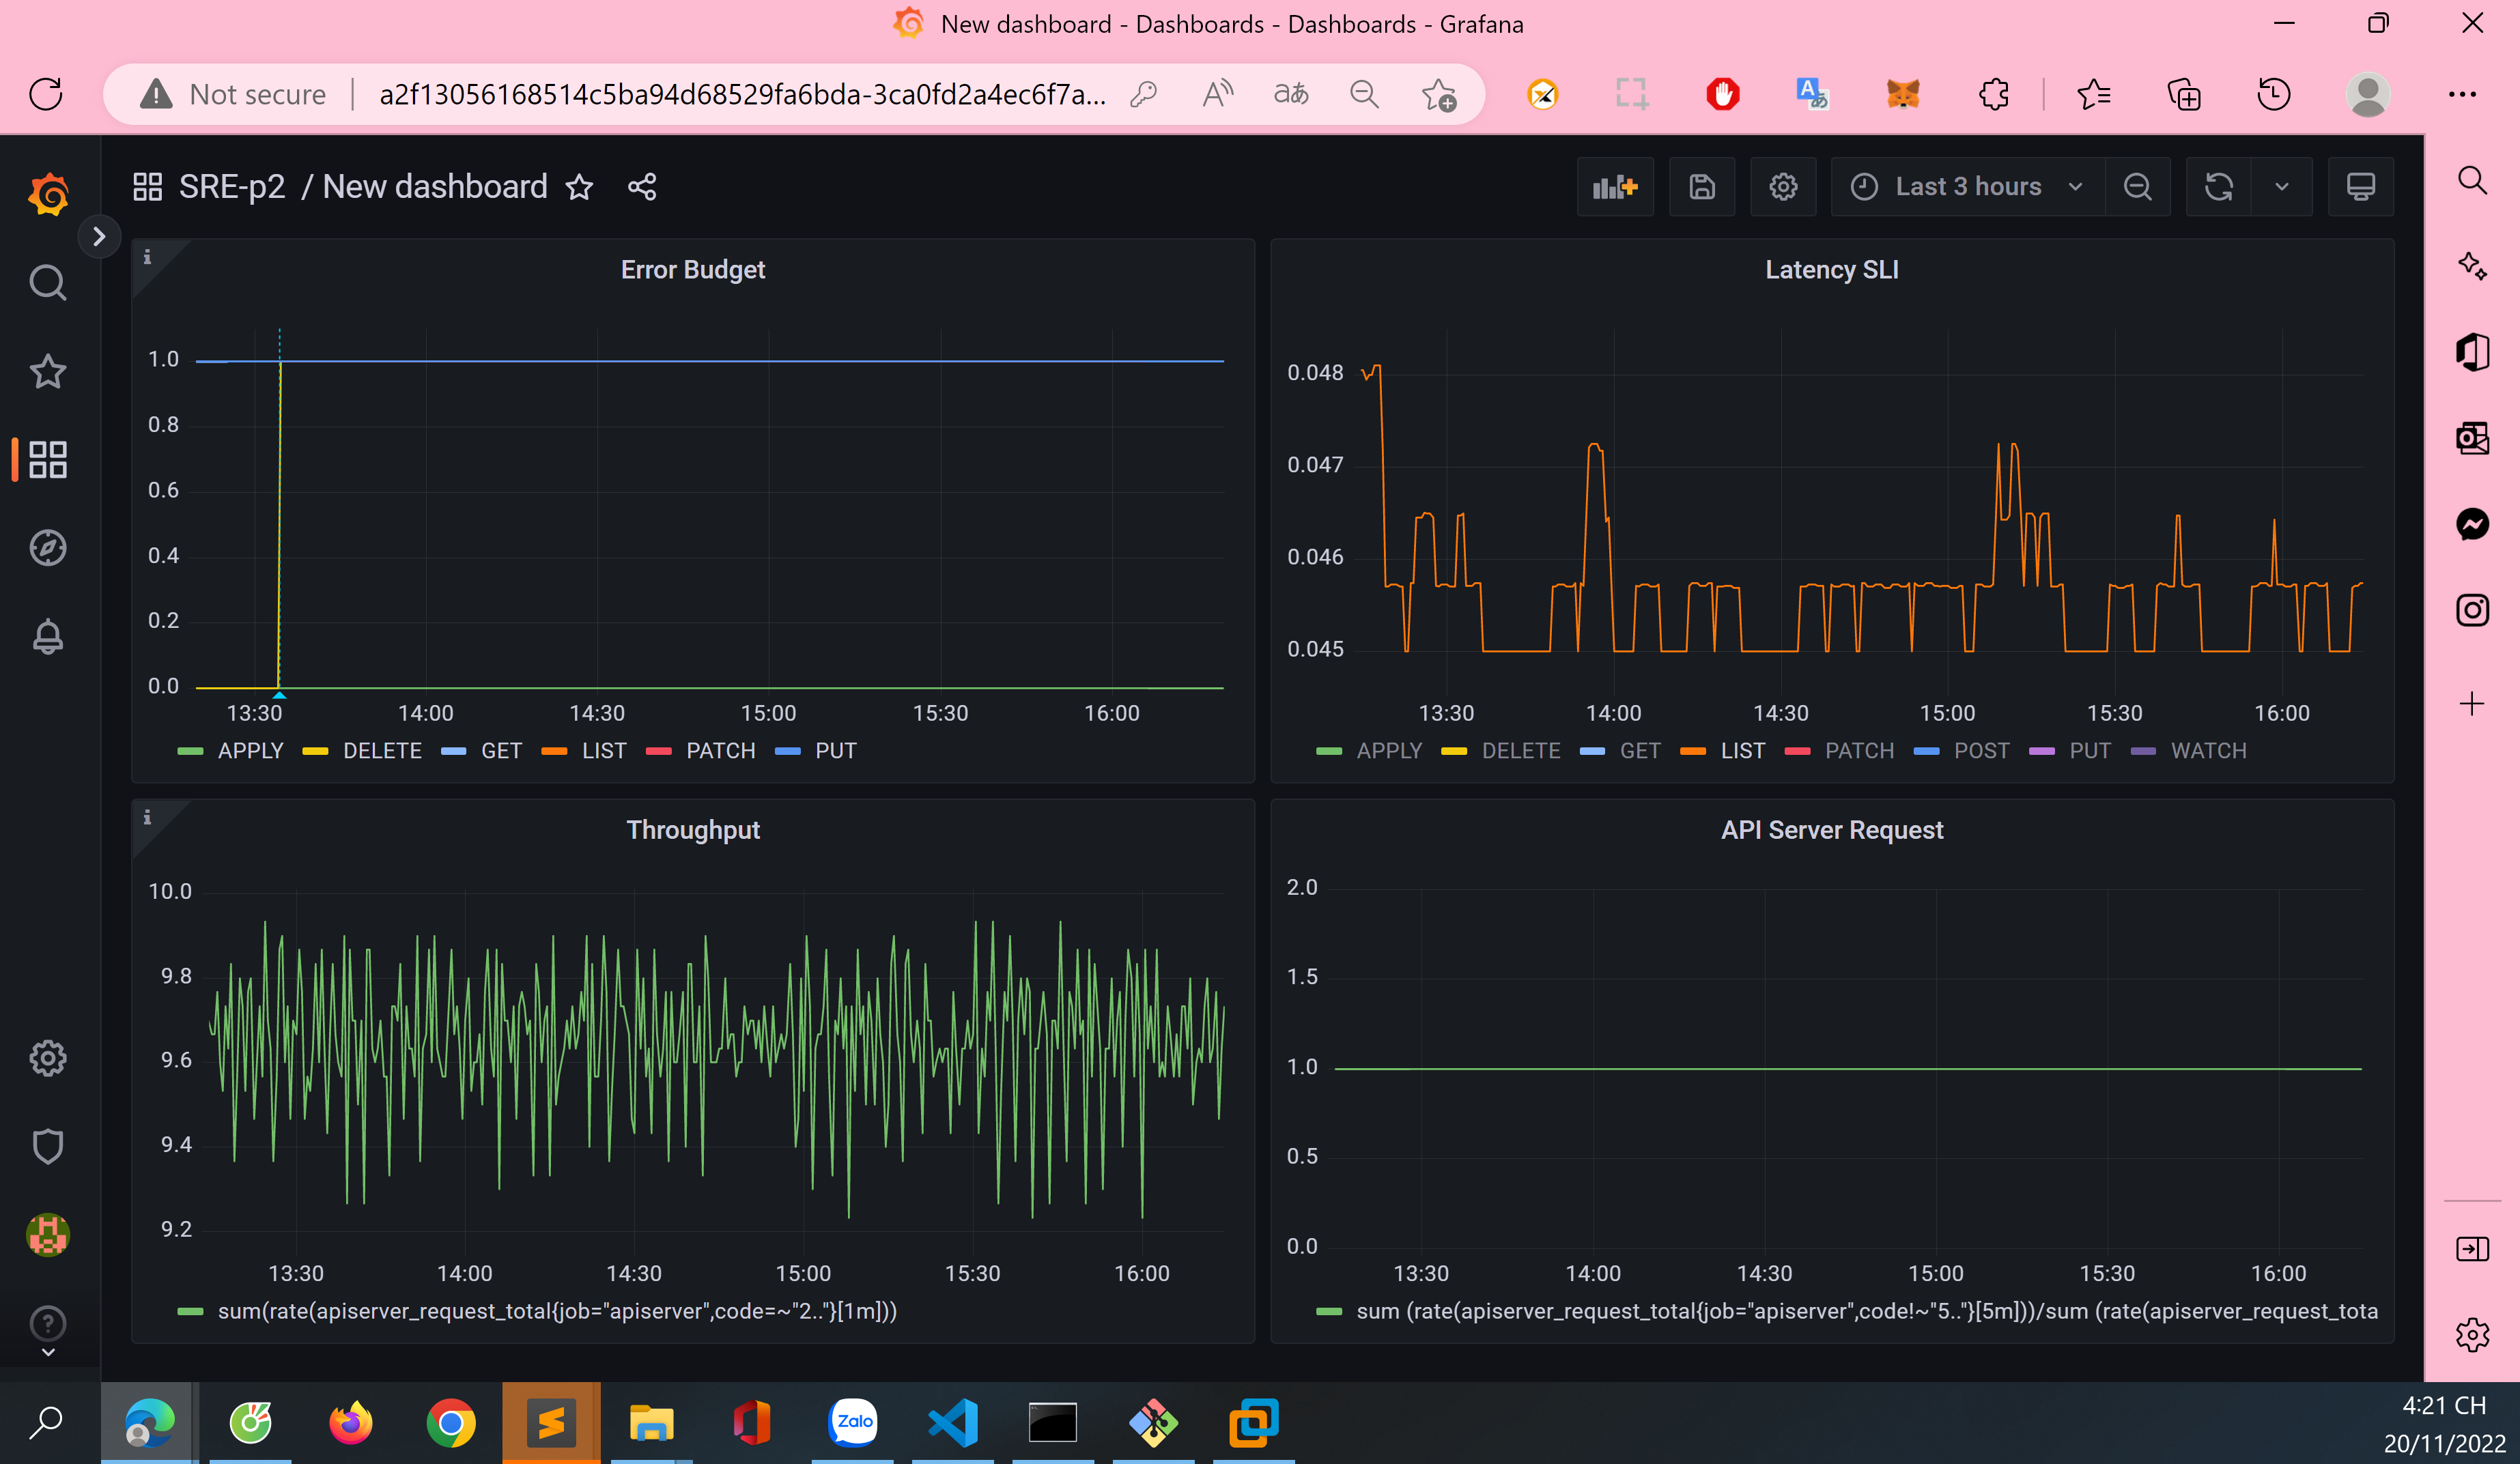 New dashboard - Dashboards - Dashboards - Grafana
Not secure
a2f13056168514c5ba94d68529fa6bda-3ca0fd2a4ec6f7a...
SRE-p2 / New dashboard
Last 3 hours
Error Budget
1.0
0.8
0.6
0.4
0.2
0.0
13:30 14:00 14:30 15:00 15:30 16:00
APPLY DELETE GET LIST PATCH PUT
Latency SLI
0.048
0.047
0.046
0.045
13:30 14:00 14:30 15:00 15:30 16:00
APPLY DELETE GET LIST PATCH POST PUT WATCH
Throughput
10.0
9.8
9.6
9.4
9.2
13:30 14:00 14:30 15:00 15:30 16:00
sum(rate(apiserver_request_total{job="apiserver",code=~"2.."}[1m]))
API Server Request
2.0
1.5
1.0
0.5
0.0
13:30 14:00 14:30 15:00 15:30 16:00
sum (rate(apiserver_request_total{job="apiserver",code!~"5.."}[5m]))/sum (rate(apiserver_request_tota
Zalo
4:21 CH
20/11/2022